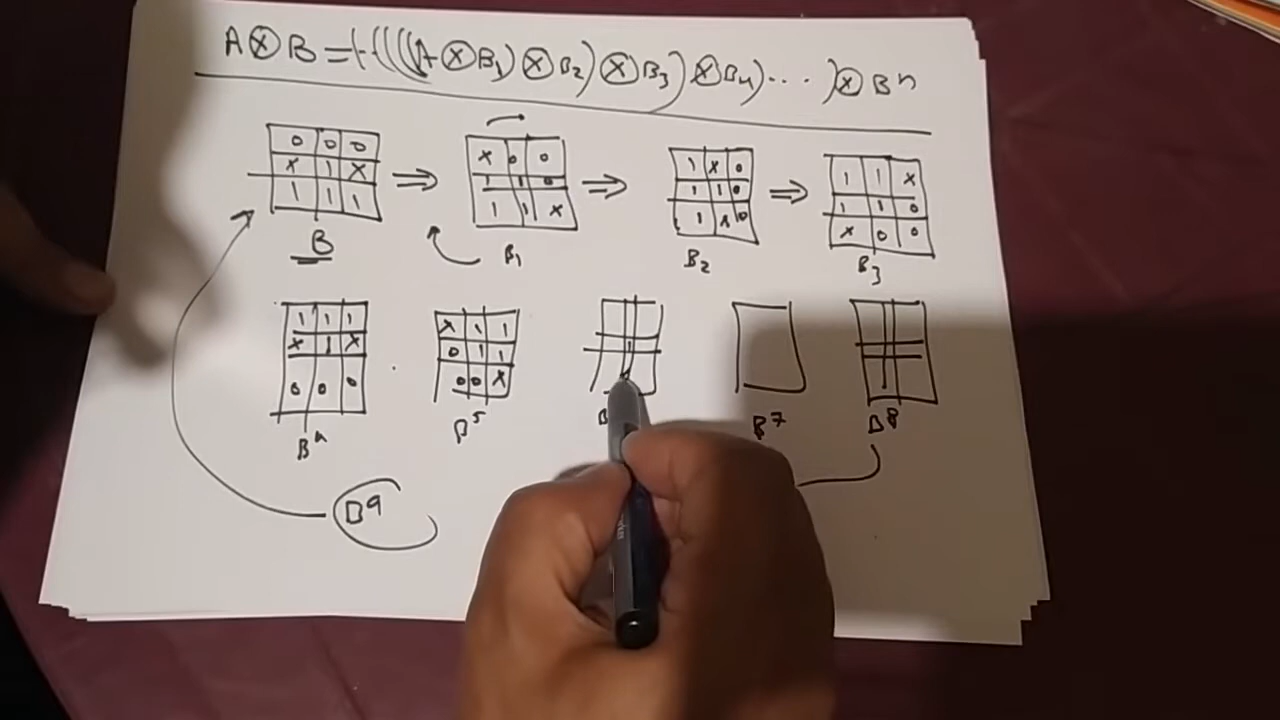 A⊗B=(-((((A⊗B₁)⊗B₂)⊗B₃)⊗B₄)...)⊗Bⁿ
0 0 0
x 1 x
1 1 1
B
⇒
x 0 0
1 1 0
1 1 x
B₁
⇒
1 x 0
1 1 0
1 x 0
B₂
⇒
1 1 x
1 1 0
x 0 0
B₃
1 1 1
x 1 x
0 0 0
B⁴
x 1 1
0 1 1
0 0 x
B⁵
1
B
B⁷
B⁸
B⁹